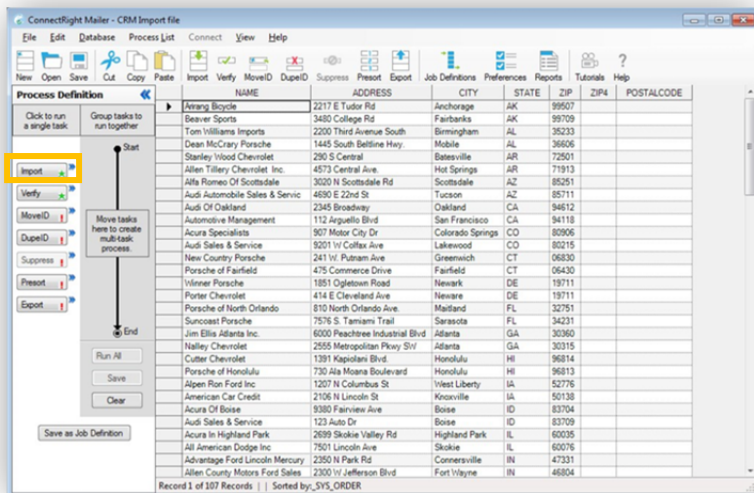 ConnectRight Mailer - CRM Import file
File Edit Database Process List Connect View Help
New Open Save Cut Copy Paste Import Verify MoveID DupeID Suppress Presort Export Job Definitions Preferences Reports Tutorials Help
Process Definition
Click to run a single task
Group tasks to run together
Start
Import
Verify
MoveID
DupeID
Suppress
Presort
Export
Move tasks here to create multi-task process.
End
Run All
Save
Clear
Save as Job Definition
NAME ADDRESS CITY STATE ZIP ZIP4 POSTALCODE
Arirang Bicycle 2217 E Tudor Rd Anchorage AK 99507
Beaver Sports 3480 College Rd Fairbanks AK 99709
Tom Williams Imports 2200 Third Avenue South Birmingham AL 35233
Dean McCrary Porsche 1445 South Beltline Hwy. Mobile AL 36606
Stanley Wood Chevrolet 290 S Central Batesville AR 72501
Allen Tillery Chevrolet Inc. 4573 Central Ave. Hot Springs AR 71913
Alfa Romeo Of Scottsdale 3020 N Scottsdale Rd Scottsdale AZ 85251
Audi Automobile Sales & Servic 4690 E 22nd St Tucson AZ 85711
Audi Of Oakland 2345 Broadway Oakland CA 94612
Automotive Management 112 Arguello Blvd San Francisco CA 94118
Acura Specialists 907 Motor City Dr Colorado Springs CO 80906
Audi Sales & Service 9201 W Colfax Ave Lakewood CO 80215
New Country Porsche 241 W. Putnam Ave Greenwich CT 06830
Porsche of Fairfield 475 Commerce Drive Fairfield CT 06430
Winner Porsche 1851 Ogletown Road Newark DE 19711
Porter Chevrolet 414 E Cleveland Ave Neware DE 19711
Porsche of North Orlando 810 North Orlando Ave. Maitland FL 32751
Suncoast Porsche 7576 S. Tamiami Trail Sarasota FL 34231
Jim Ellis Atlanta Inc. 6000 Peachtree Industrial Blvd Atlanta GA 30360
Nalley Chevrolet 2555 Metropolitan Pkwy SW Atlanta GA 30315
Cutter Chevrolet 1391 Kapiolani Blvd. Honolulu HI 96814
Porsche of Honolulu 730 Ala Moana Boulevard Honolulu HI 96813
Alpen Ron Ford Inc 1207 N Columbus St West Liberty IA 52776
American Car Credit 2106 N Lincoln St Knoxville IA 50138
Acura Of Boise 9380 Fairview Ave Boise ID 83704
Audi Sales & Service 123 Auto Dr Boise ID 83709
Acura In Highland Park 2699 Skokie Valley Rd Highland Park IL 60035
All American Dodge Inc 7501 Lincoln Ave Skokie IL 60076
Advantage Ford Lincoln Mercury 2350 N Park Rd Connersville IN 47331
Allen County Motors Ford Sales 2300 W Jefferson Blvd Fort Wayne IN 46804
Record 1 of 107 Records | | Sorted by:_SYS_ORDER